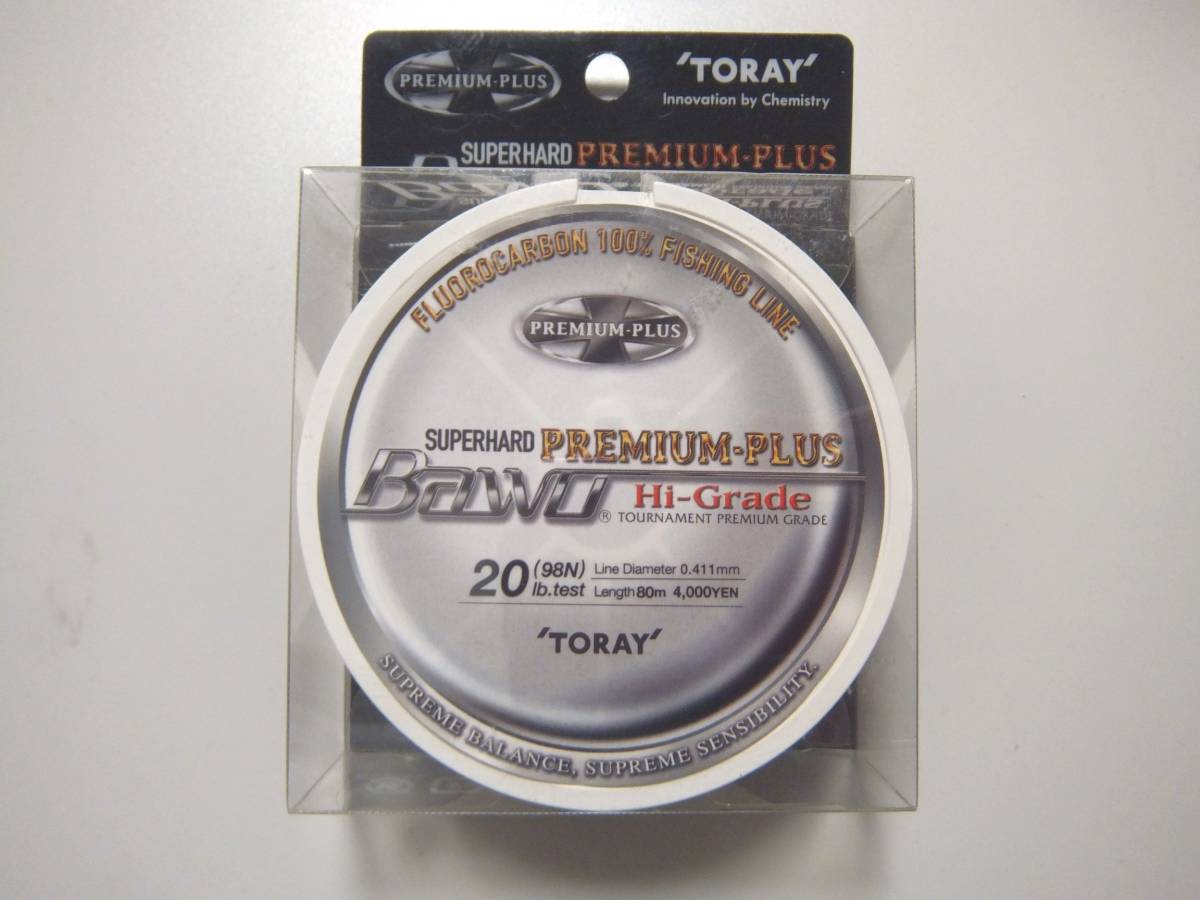 PREMIUM-PLUS
'TORAY'
Innovation by Chemistry
SUPERHARD PREMIUM-PLUS
FLUOROCARBON 100% FISHING LINE
PREMIUM-PLUS
SUPERHARD PREMIUM-PLUS
BAWO® Hi-Grade
TOURNAMENT PREMIUM GRADE
20 lb.test (98N) Line Diameter 0.411mm
Length 80m 4,000YEN
'TORAY'
SUPREME BALANCE, SUPREME SENSIBILITY.